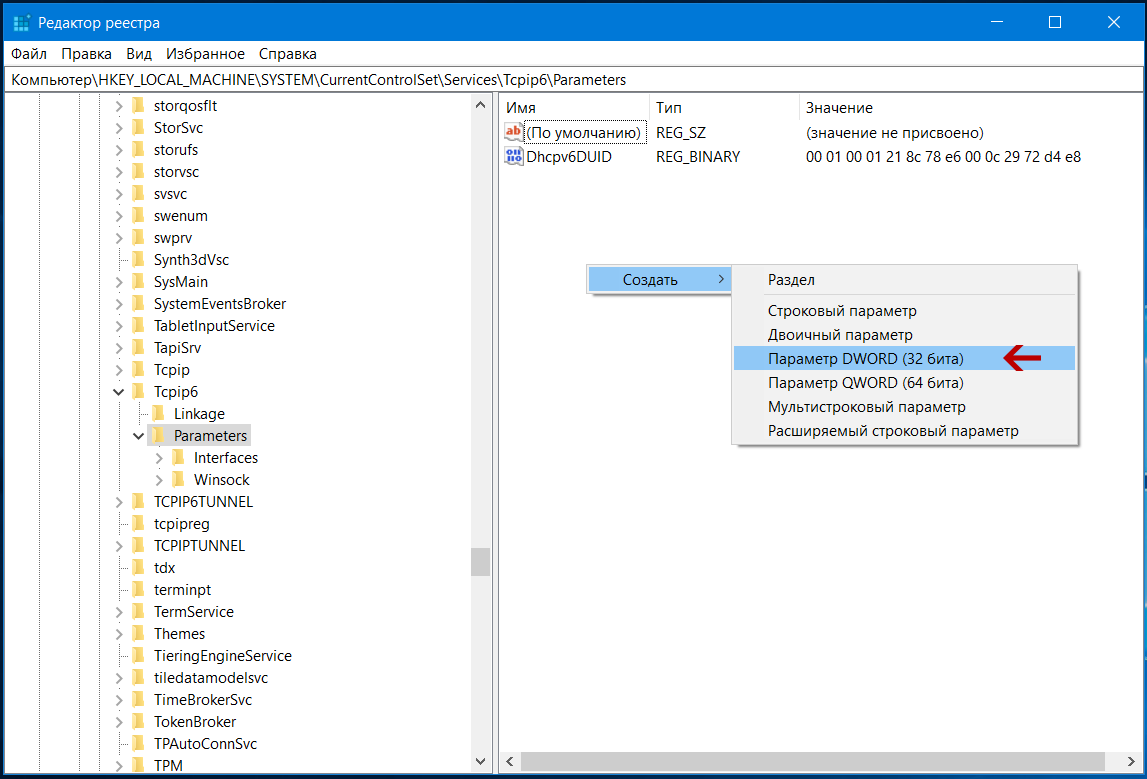 Редактор реестра
Файл Правка Вид Избранное Справка
Компьютер\HKEY_LOCAL_MACHINE\SYSTEM\CurrentControlSet\Services\Tcpip6\Parameters
storqosflt
StorSvc
storufs
storvsc
svsvc
swenum
swprv
Synth3dVsc
SysMain
SystemEventsBroker
TabletInputService
TapiSrv
Tcpip
Tcpip6
Linkage
Parameters
Interfaces
Winsock
TCPIP6TUNNEL
tcpipreg
TCPIPTUNNEL
tdx
terminpt
TermService
Themes
TieringEngineService
tiledatamodelsvc
TimeBrokerSvc
TokenBroker
TPAutoConnSvc
TPM
Имя Тип Значение
(По умолчанию) REG_SZ (значение не присвоено)
Dhcpv6DUID REG_BINARY 00 01 00 01 21 8c 78 e6 00 0c 29 72 d4 e8
Создать
Раздел
Строковый параметр
Двоичный параметр
Параметр DWORD (32 бита)
Параметр QWORD (64 бита)
Мультистроковый параметр
Расширяемый строковый параметр